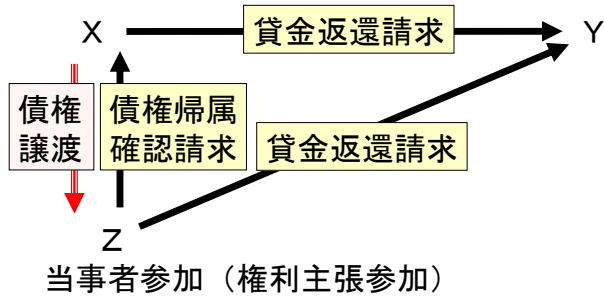 X
貸金返還請求
Y
債権
譲渡
債権帰属
確認請求
貸金返還請求
Z
当事者参加（権利主張参加）